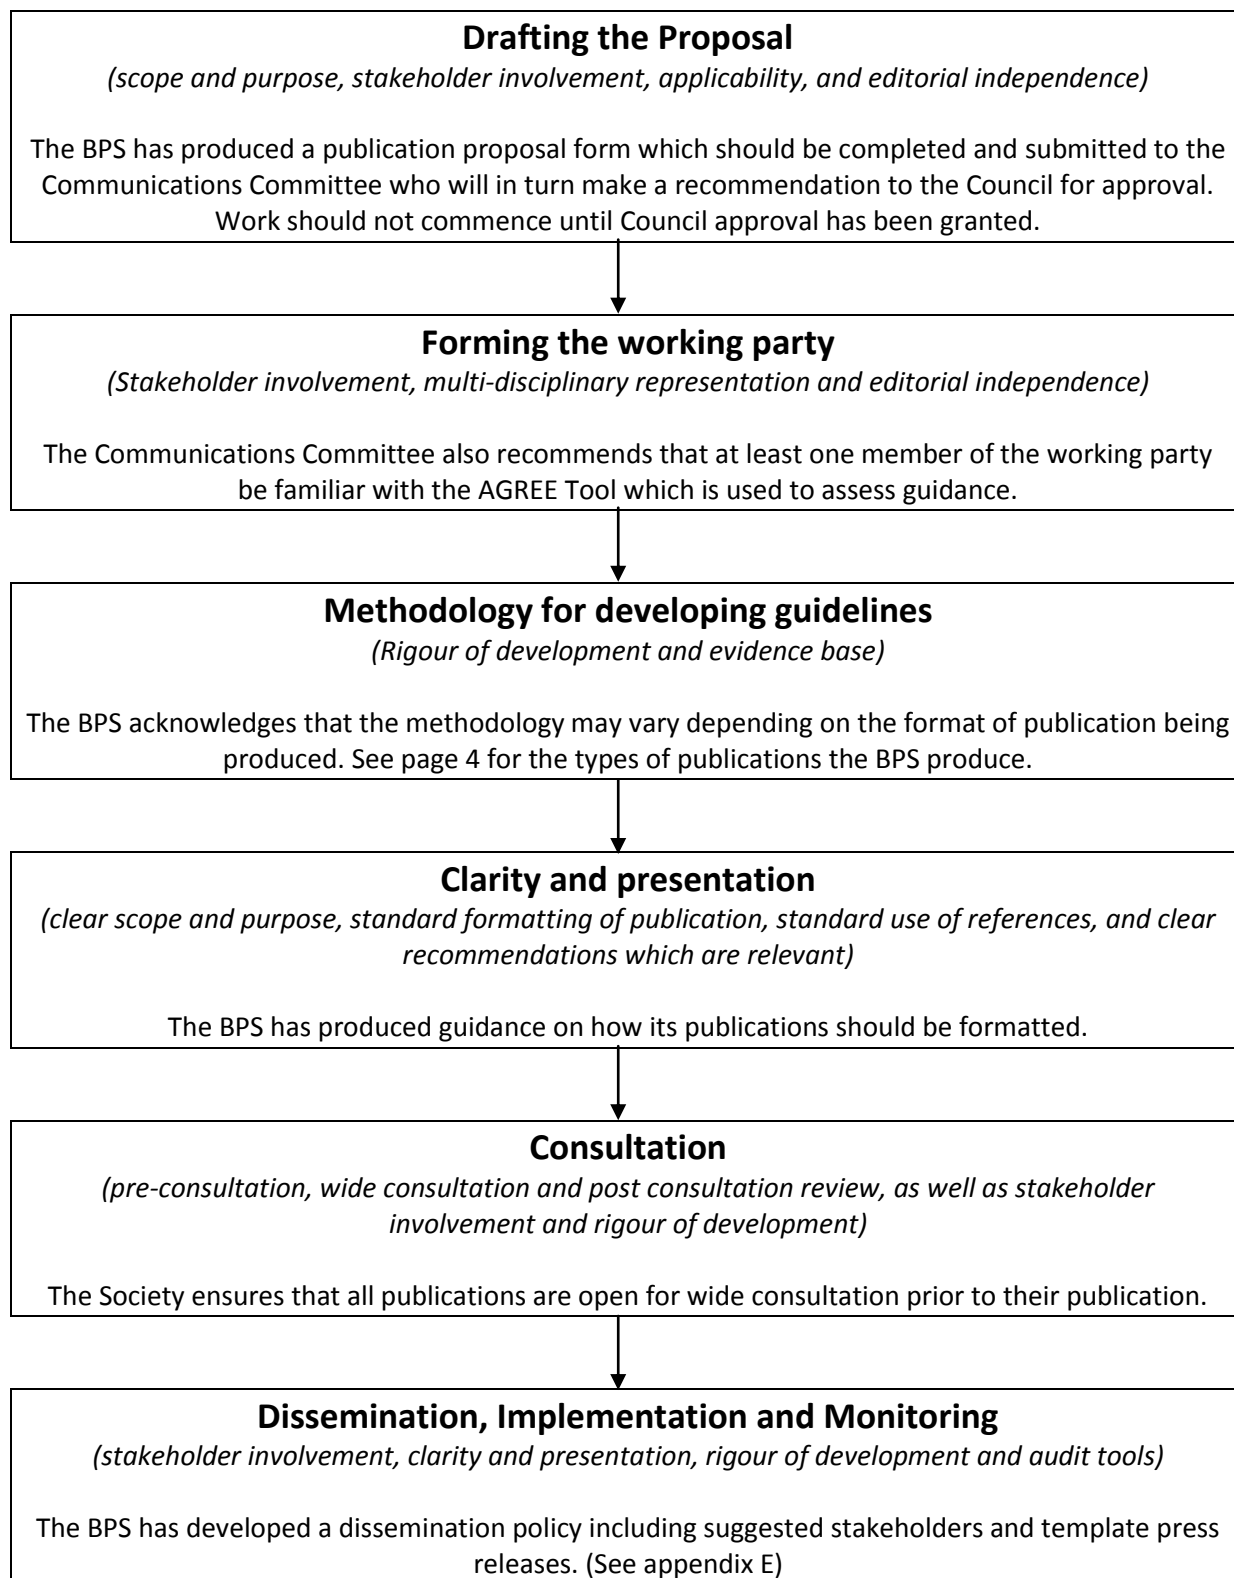 Drafting the Proposal
(scope and purpose, stakeholder involvement, applicability, and editorial independence)
The BPS has produced a publication proposal form which should be completed and submitted to the
Communications Committee who will in turn make a recommendation to the Council for approval.
Work should not commence until Council approval has been granted.
Forming the working party
(Stakeholder involvement, multi-disciplinary representation and editorial independence)
The Communications Committee also recommends that at least one member of the working party
be familiar with the AGREE Tool which is used to assess guidance.
Methodology for developing guidelines
(Rigour of development and evidence base)
The BPS acknowledges that the methodology may vary depending on the format of publication being
produced. See page 4 for the types of publications the BPS produce.
Clarity and presentation
(clear scope and purpose, standard formatting of publication, standard use of references, and clear
recommendations which are relevant)
The BPS has produced guidance on how its publications should be formatted.
Consultation
(pre-consultation, wide consultation and post consultation review, as well as stakeholder
involvement and rigour of development)
The Society ensures that all publications are open for wide consultation prior to their publication.
Dissemination, Implementation and Monitoring
(stakeholder involvement, clarity and presentation, rigour of development and audit tools)
The BPS has developed a dissemination policy including suggested stakeholders and template press
releases. (See appendix E)